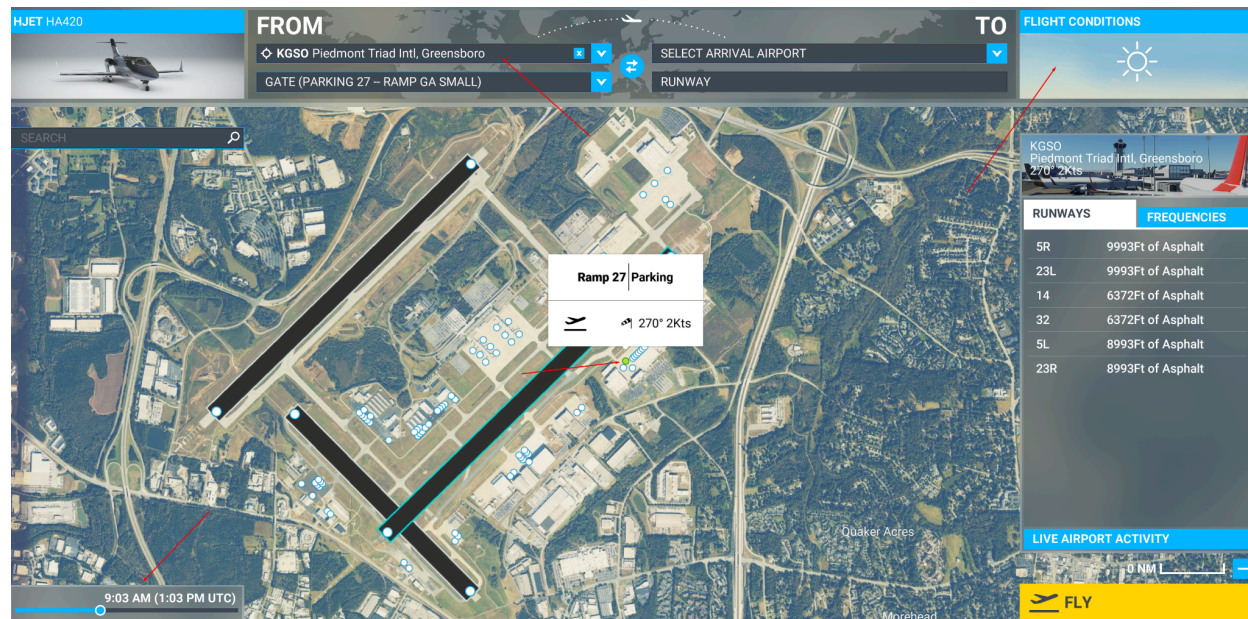 HJET HA420
FROM
KGSO Piedmont Triad Intl, Greensboro
GATE (PARKING 27 -- RAMP GA SMALL)
TO
SELECT ARRIVAL AIRPORT
RUNWAY
FLIGHT CONDITIONS
SEARCH
KGSO
Piedmont Triad Intl, Greensboro
270° 2Kts
RUNWAYS
FREQUENCIES
5R 9993Ft of Asphalt
23L 9993Ft of Asphalt
14 6372Ft of Asphalt
32 6372Ft of Asphalt
5L 8993Ft of Asphalt
23R 8993Ft of Asphalt
Ramp 27 Parking
270° 2Kts
Quaker Acres
LIVE AIRPORT ACTIVITY
0 NM
9:03 AM (1:03 PM UTC)
FLY
Morehead